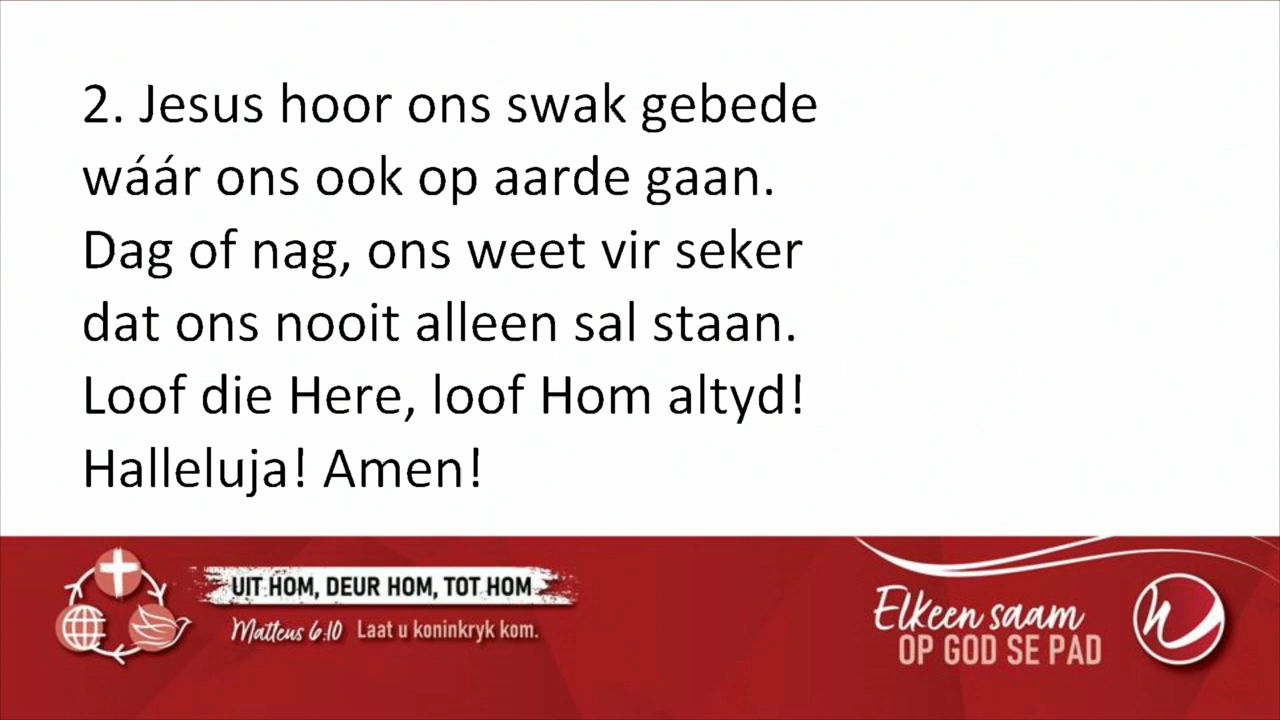 2. Jesus hoor ons swak gebede
wáár ons ook op aarde gaan.
Dag of nag, ons weet vir seker
dat ons nooit alleen sal staan.
Loof die Here, loof Hom altyd!
Halleluja! Amen!
UIT HOM, DEUR HOM, TOT HOM
Matteus 6:10 Laat u koninkryk kom.
Elkeen saam
OP GOD SE PAD